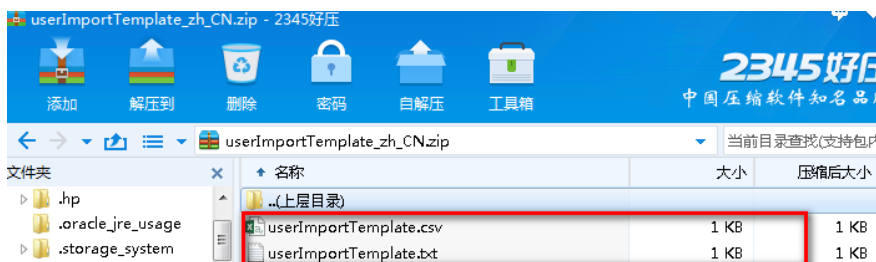 userImportTemplate_zh_CN.zip - 2345好压
2345好压
添加 解压到 删除 密码 自解压 工具箱
中国压缩软件知名品
userImportTemplate_zh_CN.zip 当前目录查找(支持包内
文件夹 名称 大小 压缩后大小
.hp ..(上层目录)
.oracle_jre_usage userImportTemplate.csv 1 KB 1 KB
.storage_system userImportTemplate.txt 1 KB 1 KB